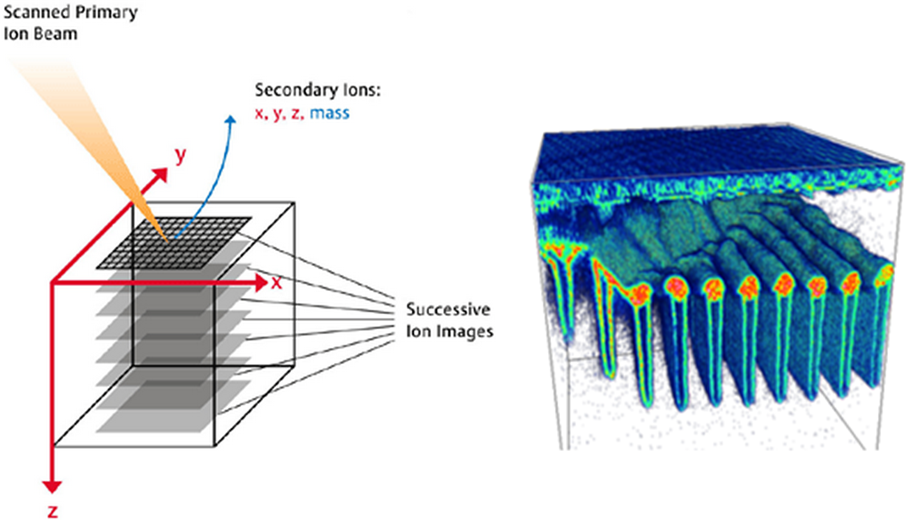 Scanned Primary
Ion Beam
Secondary Ions:
x, y, z, mass
y
x
Successive
Ion Images
z